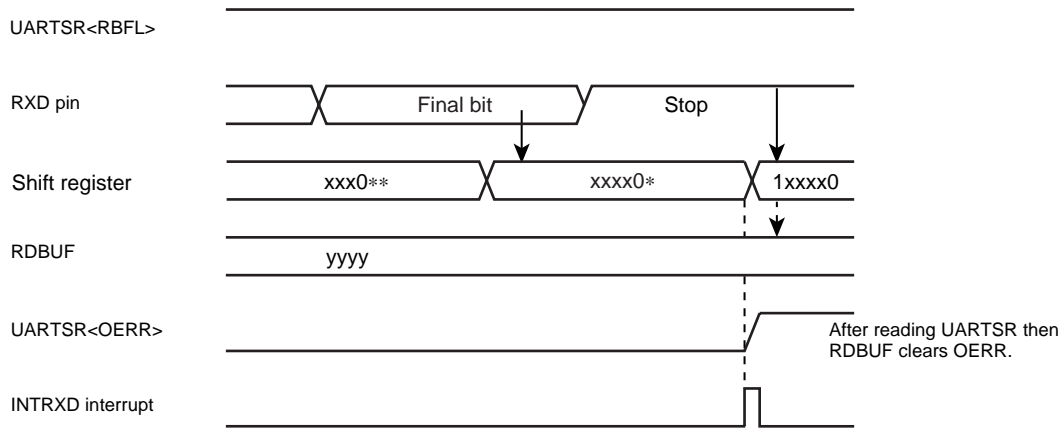 UARTSR<RBFL>
RXD pin
Final bit
Stop
Shift register
xxx0**
xxxx0*
1xxxx0
RDBUF
yyyy
UARTSR<OERR>
After reading UARTSR then
RDBUF clears OERR.
INTRXD interrupt